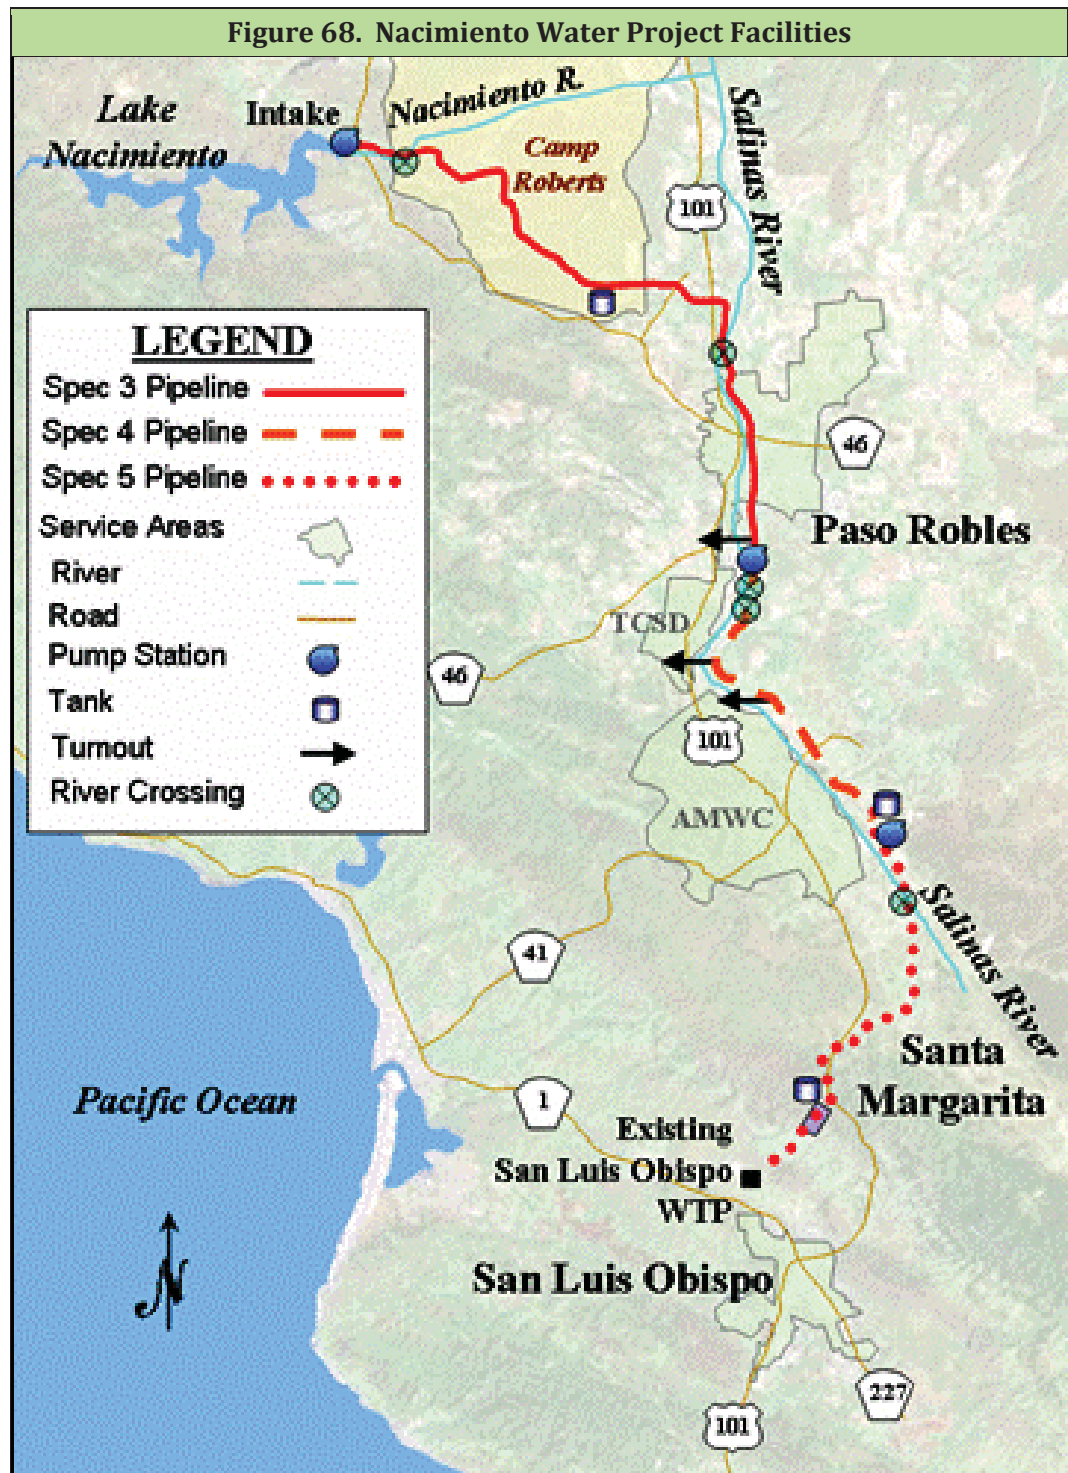 Figure 68. Nacimiento Water Project Facilities
Lake
Nacimiento
Intake
Nacimiento R.
Camp
Roberts
Salinas River
101
LEGEND
Spec 3 Pipeline
Spec 4 Pipeline
Spec 5 Pipeline
Service Areas
River
Road
Pump Station
Tank
Turnout
River Crossing
46
Paso Robles
TCSD
46
101
AMWC
Salinas River
41
Santa
Margarita
Pacific Ocean
1
Existing
San Luis Obispo
WTP
N
San Luis Obispo
227
101